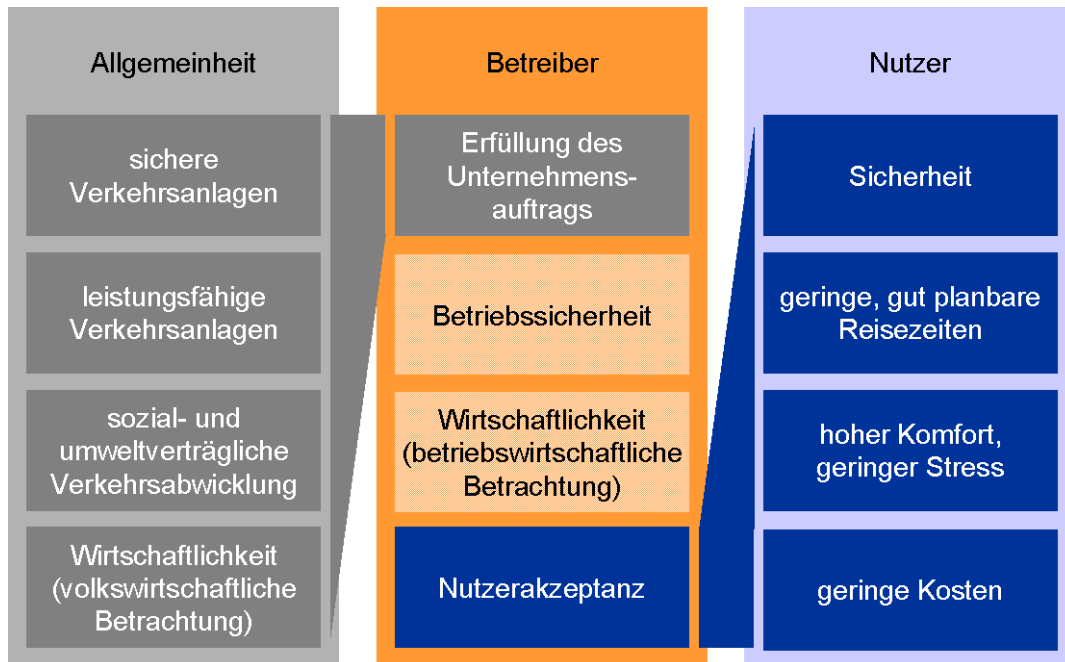 Allgemeinheit
sichere
Verkehrsanlagen
leistungsfähige
Verkehrsanlagen
sozial- und
umweltverträgliche
Verkehrsabwicklung
Wirtschaftlichkeit
(volkswirtschaftliche
Betrachtung)
Betreiber
Erfüllung des
Unternehmens-
auftrags
Betriebssicherheit
Wirtschaftlichkeit
(betriebswirtschaftliche
Betrachtung)
Nutzerakzeptanz
Nutzer
Sicherheit
geringe, gut planbare
Reisezeiten
hoher Komfort,
geringer Stress
geringe Kosten